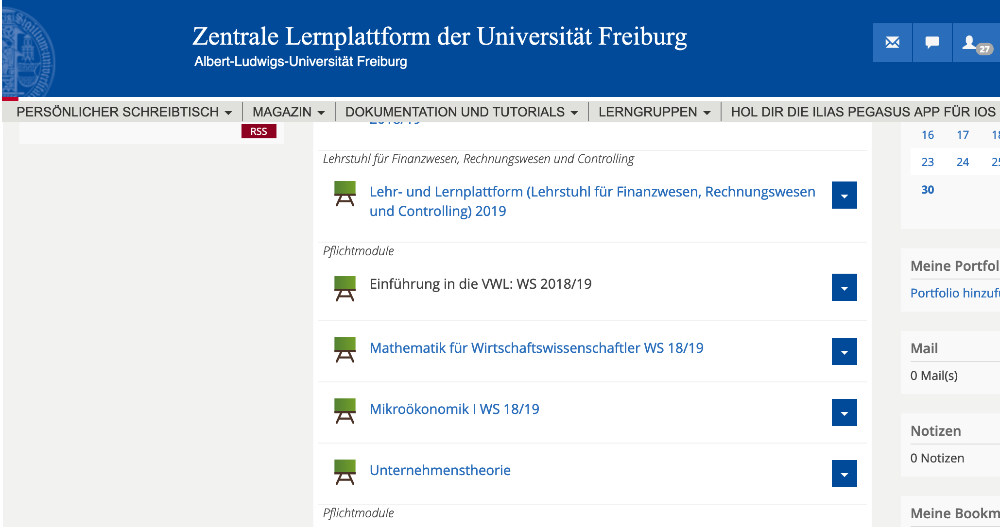 Zentrale Lernplattform der Universität Freiburg
Albert-Ludwigs-Universität Freiburg
27
PERSÖNLICHER SCHREIBTISCH
MAGAZIN
DOKUMENTATION UND TUTORIALS
LERNGRUPPEN
HOL DIR DIE ILIAS PEGASUS APP FÜR IOS
RSS
2018/19
Lehrstuhl für Finanzwesen, Rechnungswesen und Controlling
Lehr- und Lernplattform (Lehrstuhl für Finanzwesen, Rechnungswesen
und Controlling) 2019
Pflichtmodule
Einführung in die VWL: WS 2018/19
Mathematik für Wirtschaftswissenschaftler WS 18/19
Mikroökonomik I WS 18/19
Unternehmenstheorie
Pflichtmodule
16 17
23 24
30
Meine Portfol
Portfolio hinzufü
Mail
0 Mail(s)
Notizen
0 Notizen
Meine Bookm